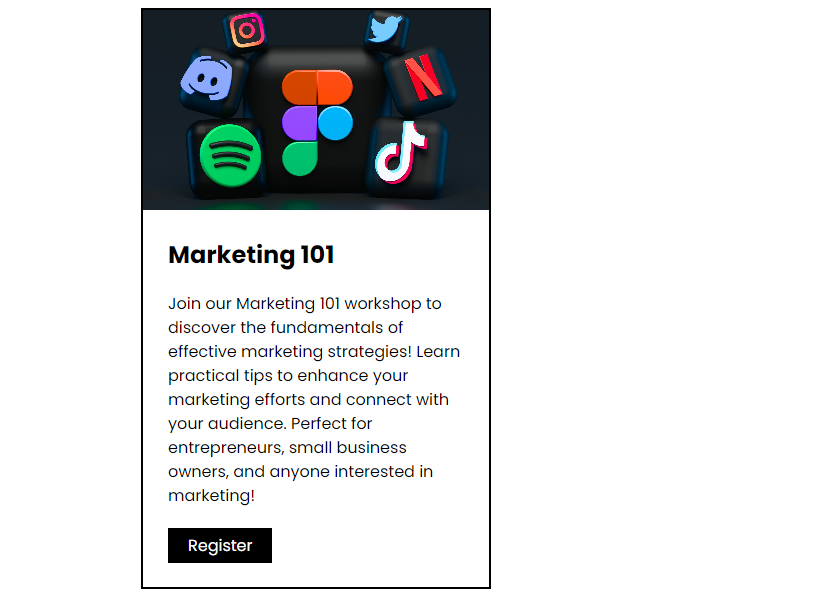 Marketing 101
Join our Marketing 101 workshop to
discover the fundamentals of
effective marketing strategies! Learn
practical tips to enhance your
marketing efforts and connect with
your audience. Perfect for
entrepreneurs, small business
owners, and anyone interested in
marketing!
Register